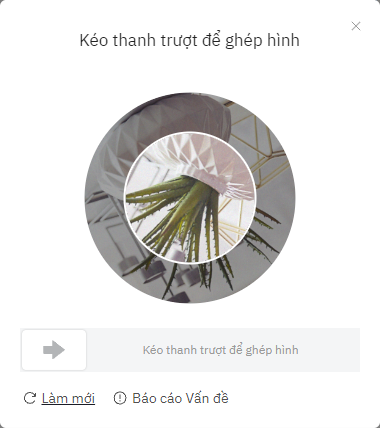 Kéo thanh trượt để ghép hình
Kéo thanh trượt để ghép hình
Làm mới Báo cáo Vấn đề